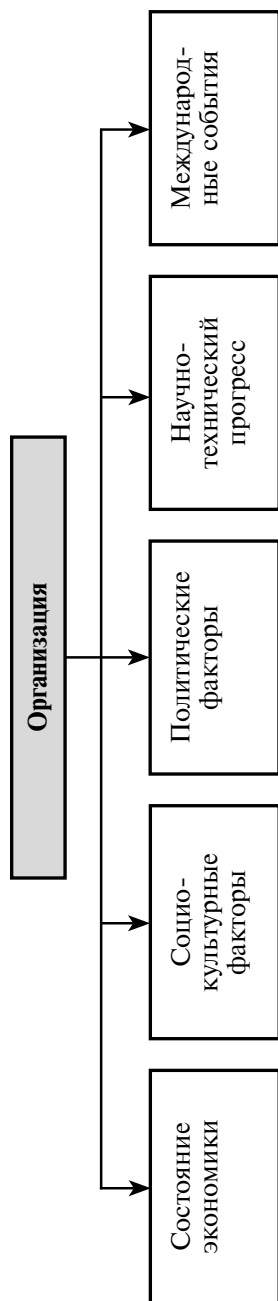 Организация
Состояние
экономики
Социо-
культурные
факторы
Политические
факторы
Научно-
технический
прогресс
Международ-
ные события